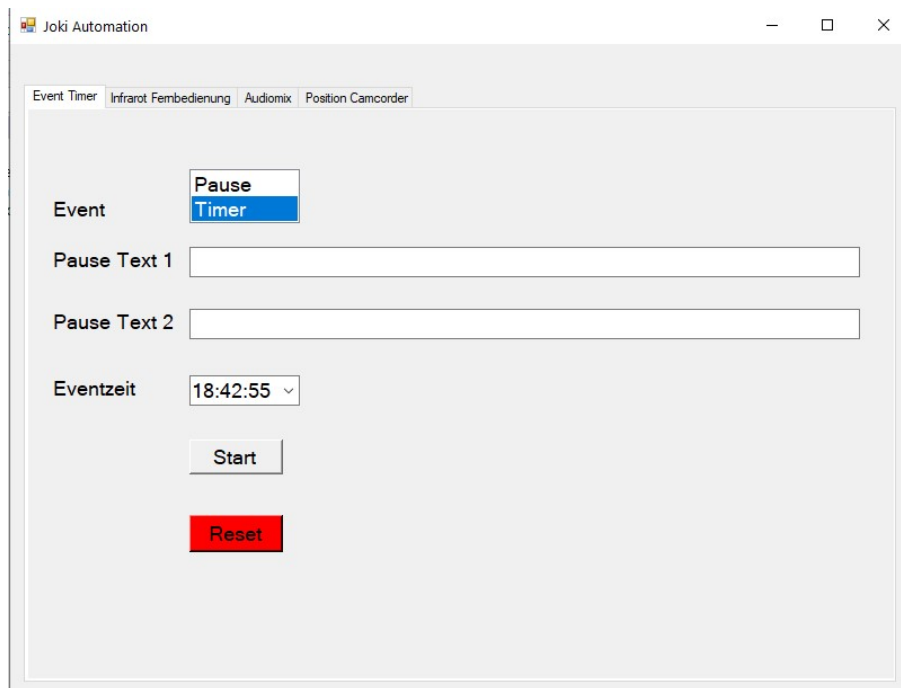 Joki Automation
Event Timer Infrarot Fernbedienung Audiomix Position Camcorder
Pause
Event Timer
Pause Text 1
Pause Text 2
Eventzeit 18:42:55
Start
Reset